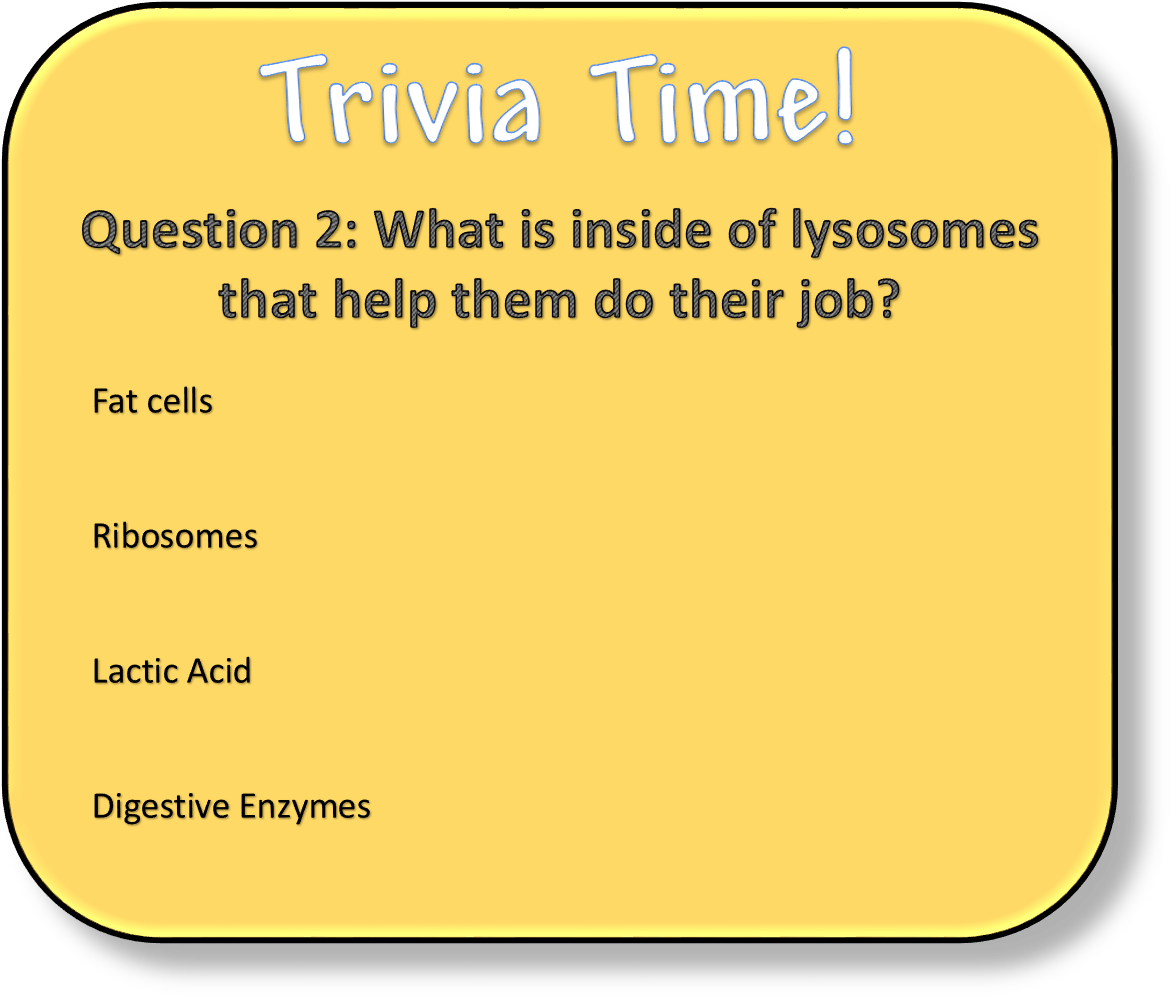 Trivia Time!
Question 2: What is inside of lysosomes
that help them do their job?
Fat cells
Ribosomes
Lactic Acid
Digestive Enzymes